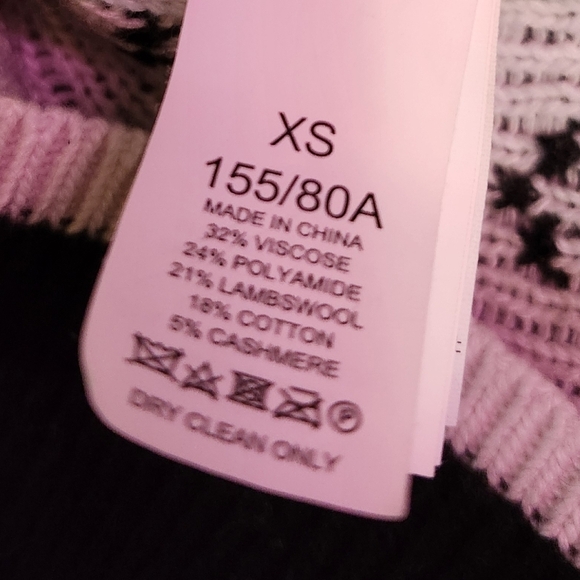 XS
155/80A
MADE IN CHINA
32% VISCOSE
24% POLYAMIDE
21% LAMBSWOOL
18% COTTON
5% CASHMERE
P
DRY CLEAN ONLY